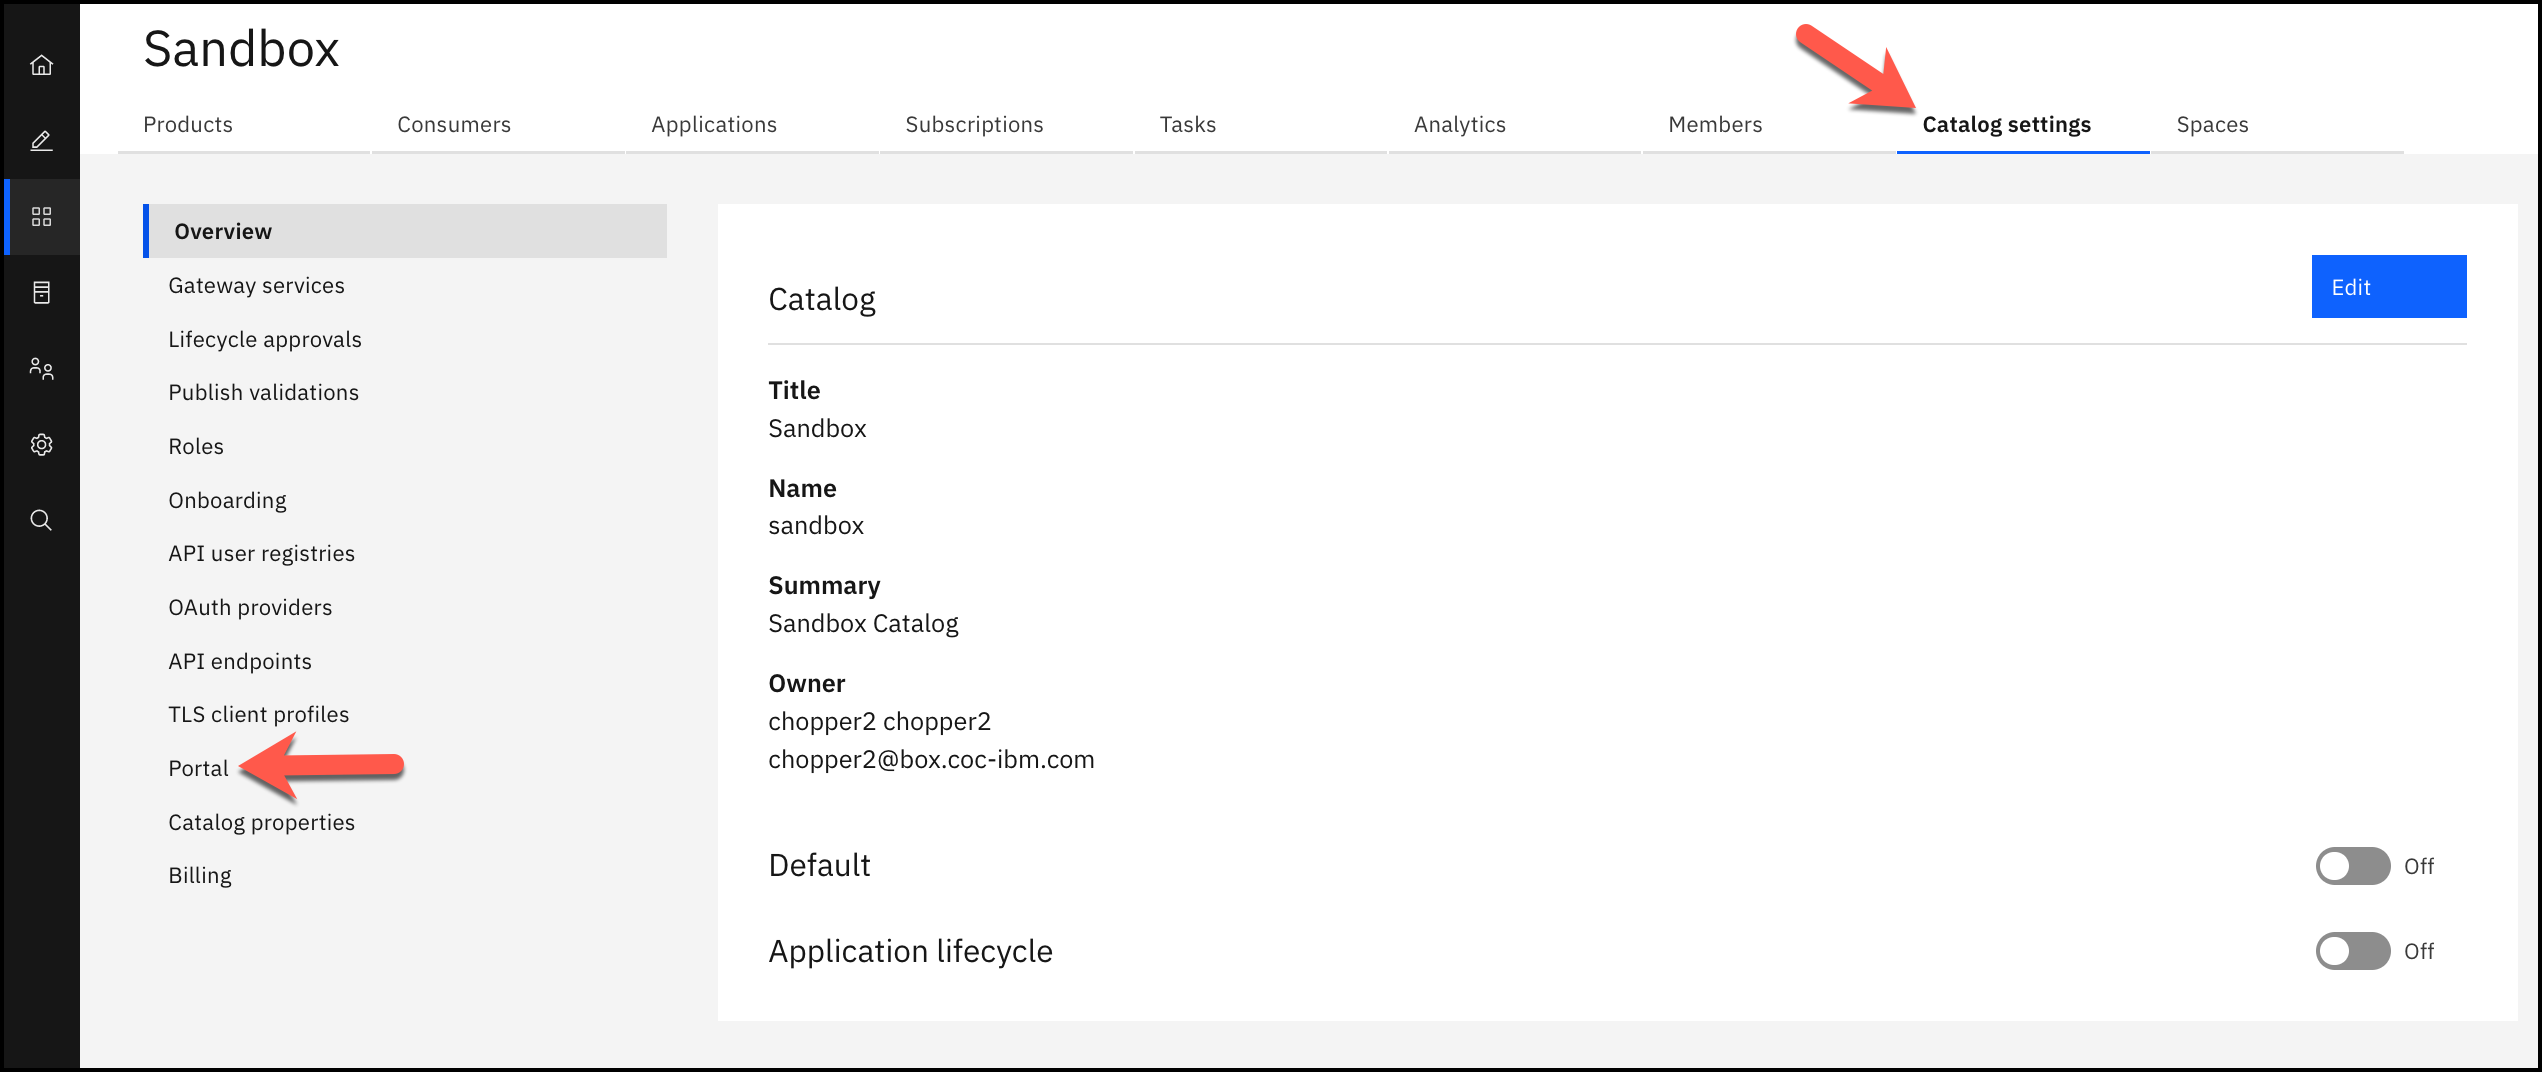 Sandbox
Products
Consumers
Applications
Subscriptions
Tasks
Analytics
Members
Catalog settings
Spaces
Overview
Gateway services
Lifecycle approvals
Publish validations
Roles
Onboarding
API user registries
OAuth providers
API endpoints
TLS client profiles
Portal
Catalog properties
Billing
Catalog
Edit
Title
Sandbox
Name
sandbox
Summary
Sandbox Catalog
Owner
chopper2 chopper2
chopper2@box.coc-ibm.com
Default
Off
Application lifecycle
Off